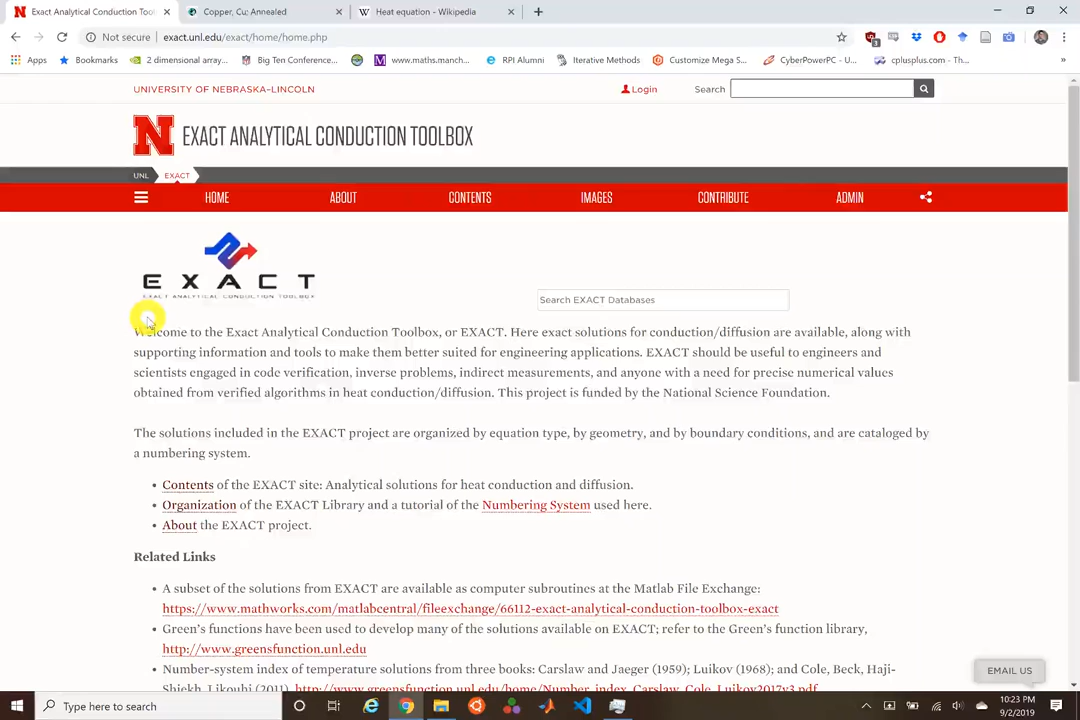 Exact Analytical Conduction Too
Copper, Cu; Annealed
Heat equation - Wikipedia
Not secure
exact.unl.edu/exact/home/home.php
3
Apps
Bookmarks
2 dimensional array...
Big Ten Conference...
www.maths.manch...
RPI Alumni
Iterative Methods
Customize Mega S...
CyberPowerPC - U...
cplusplus.com - Th...
UNIVERSITY OF NEBRASKA–LINCOLN
Login
Search
N EXACT ANALYTICAL CONDUCTION TOOLBOX
UNL
EXACT
HOME
ABOUT
CONTENTS
IMAGES
CONTRIBUTE
ADMIN
EXACT
EXACT ANALYTICAL CONDUCTION TOOLBOX
Search EXACT Databases
Welcome to the Exact Analytical Conduction Toolbox, or EXACT. Here exact solutions for conduction/diffusion are available, along with
supporting information and tools to make them better suited for engineering applications. EXACT should be useful to engineers and
scientists engaged in code verification, inverse problems, indirect measurements, and anyone with a need for precise numerical values
obtained from verified algorithms in heat conduction/diffusion. This project is funded by the National Science Foundation.
The solutions included in the EXACT project are organized by equation type, by geometry, and by boundary conditions, and are cataloged by
a numbering system.
• Contents of the EXACT site: Analytical solutions for heat conduction and diffusion.
• Organization of the EXACT Library and a tutorial of the Numbering System used here.
• About the EXACT project.
Related Links
• A subset of the solutions from EXACT are available as computer subroutines at the Matlab File Exchange:
https://www.mathworks.com/matlabcentral/fileexchange/66112-exact-analytical-conduction-toolbox-exact
• Green's functions have been used to develop many of the solutions available on EXACT; refer to the Green's function library,
http://www.greensfunction.unl.edu
• Number-system index of temperature solutions from three books: Carslaw and Jaeger (1959); Luikov (1968); and Cole, Beck, Haji-
Shiekh, Likouhi (2011). http://www.greensfunction.unl.edu/home/Number_index_Carslaw_Cole_Luikov2017v3.pdf
EMAIL US
Type here to search
10:23 PM
9/2/2019